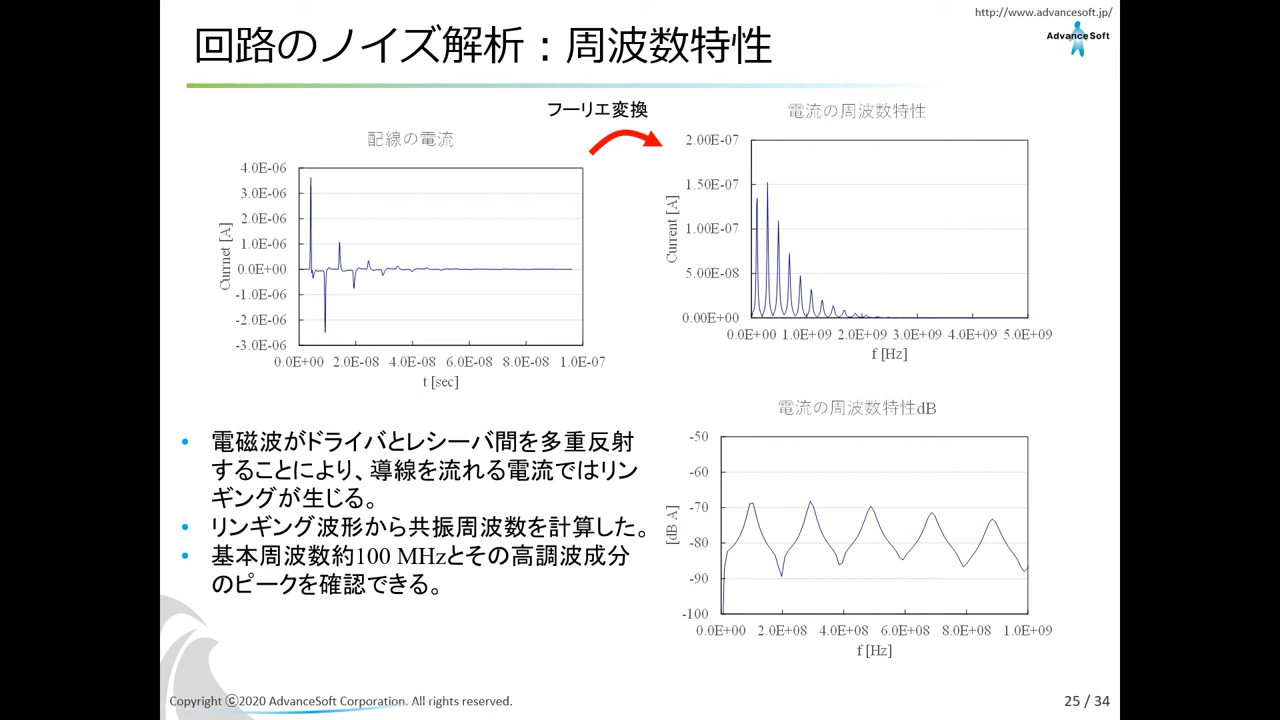 http://www.advancesoft.jp/
AdvanceSoft
回路のノイズ解析：周波数特性
フーリエ変換
配線の電流
4.0E-06
3.0E-06
2.0E-06
1.0E-06
0.0E+00
-1.0E-06
-2.0E-06
-3.0E-06
Currnet [A]
0.0E+00 2.0E-08 4.0E-08 6.0E-08 8.0E-08 1.0E-07
t [sec]
電流の周波数特性
2.00E-07
1.50E-07
1.00E-07
5.00E-08
0.00E+00
Current [A]
0.0E+00 1.0E+09 2.0E+09 3.0E+09 4.0E+09 5.0E+09
f [Hz]
• 電磁波がドライバとレシーバ間を多重反射
することにより、導線を流れる電流ではリン
ギングが生じる。
• リンギング波形から共振周波数を計算した。
• 基本周波数約100 MHzとその高調波成分
のピークを確認できる。
電流の周波数特性dB
-50
-60
-70
-80
-90
-100
[dB A]
0.0E+00 2.0E+08 4.0E+08 6.0E+08 8.0E+08 1.0E+09
f [Hz]
Copyright ⓒ2020 AdvanceSoft Corporation. All rights reserved.
25 / 34